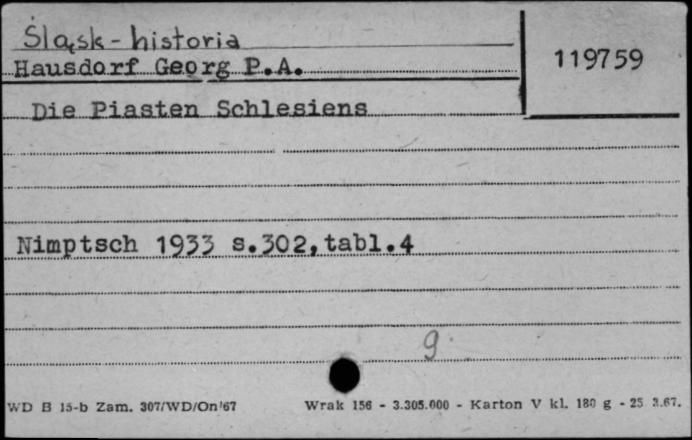 Śląsk - historia
Hausdorf Georg P.A.
119759
Die Piasten Schlesiens
Nimptsch 1933 s.302,tabl.4
9
WD B 15-b Zam. 307/WD/On/67
Wrak 156 - 3.305.000 - Karton V kl. 180 g - 25 3.67.